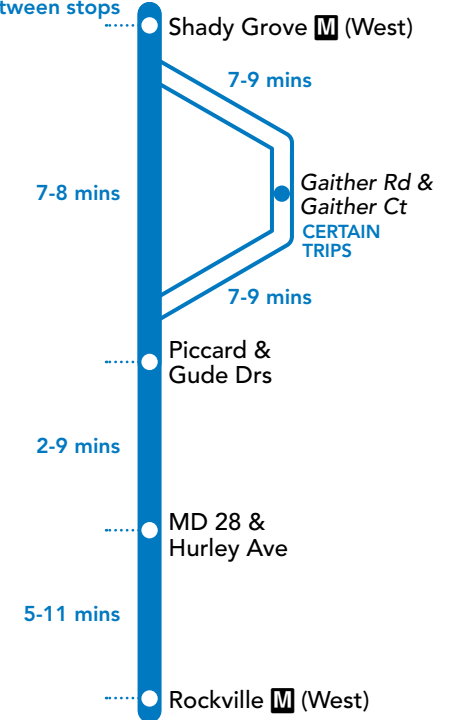 between stops
Shady Grove M (West)
7-9 mins
7-8 mins
Gaither Rd &
Gaither Ct
CERTAIN
TRIPS
7-9 mins
Piccard &
Gude Drs
2-9 mins
MD 28 &
Hurley Ave
5-11 mins
Rockville M (West)